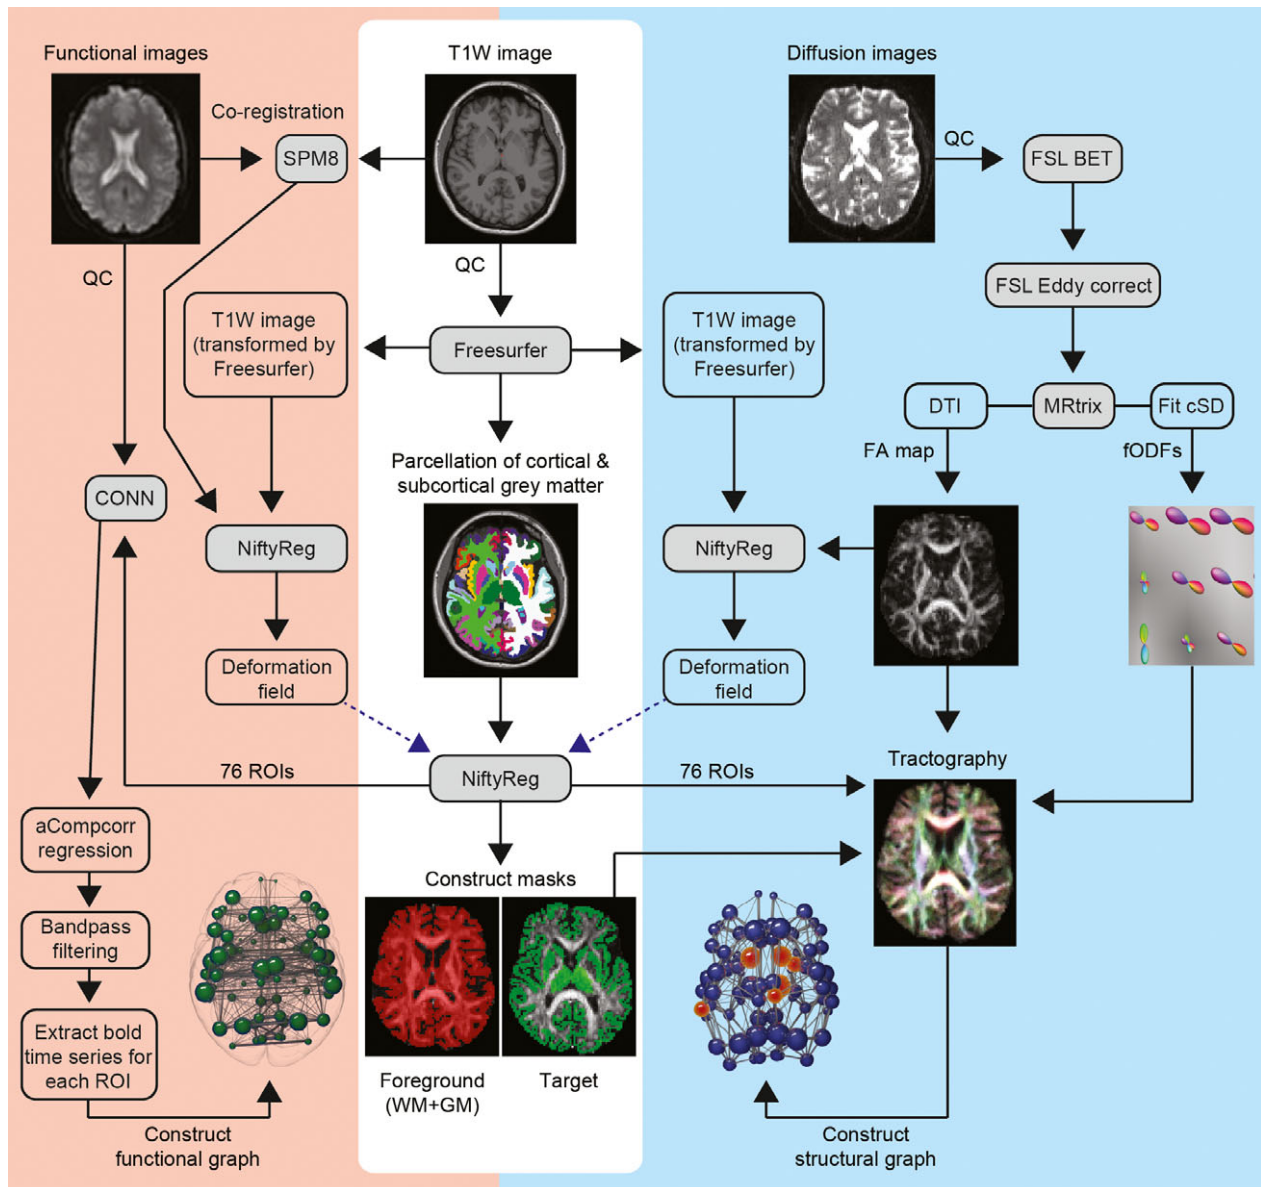 Functional images
T1W image
Diffusion images
Co-registration
SPM8
QC
FSL BET
QC
QC
FSL Eddy correct
T1W image
(transformed by
Freesurfer)
Freesurfer
T1W image
(transformed by
Freesurfer)
DTI
MRtrix
Fit cSD
FA map
fODFs
Parcellation of cortical &
subcortical grey matter
CONN
NiftyReg
NiftyReg
Deformation
field
Deformation
field
76 ROIs
NiftyReg
76 ROIs
Tractography
aCompcorr
regression
Construct masks
Bandpass
filtering
Extract bold
time series for
each ROI
Foreground
(WM+GM)
Target
Construct
functional graph
Construct
structural graph